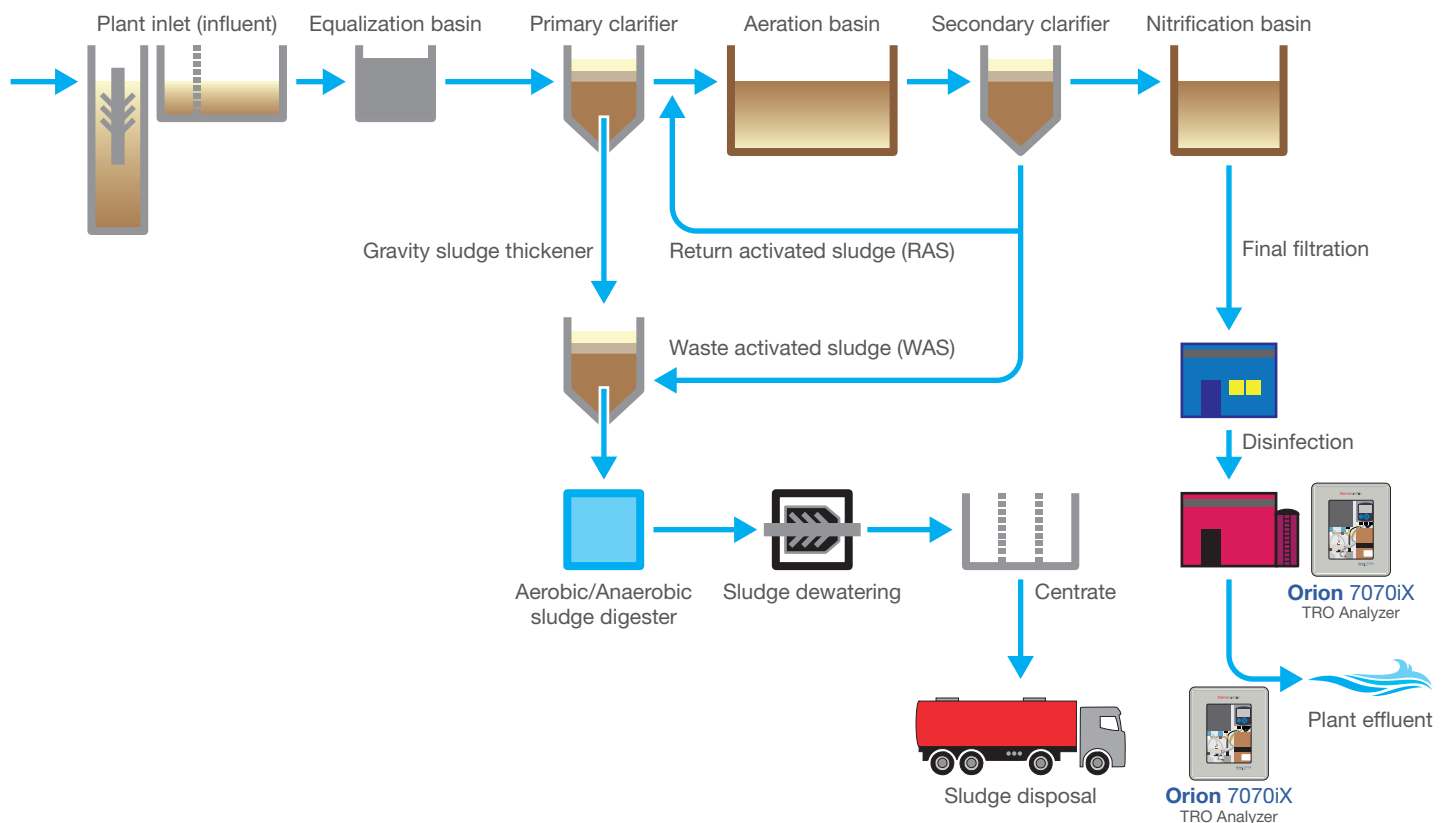 Plant inlet (influent)
Equalization basin
Primary clarifier
Aeration basin
Secondary clarifier
Nitrification basin
Gravity sludge thickener
Return activated sludge (RAS)
Final filtration
Waste activated sludge (WAS)
Disinfection
Aerobic/Anaerobic
sludge digester
Sludge dewatering
Centrate
Orion 7070iX
TRO Analyzer
Plant effluent
Sludge disposal
Orion 7070iX
TRO Analyzer